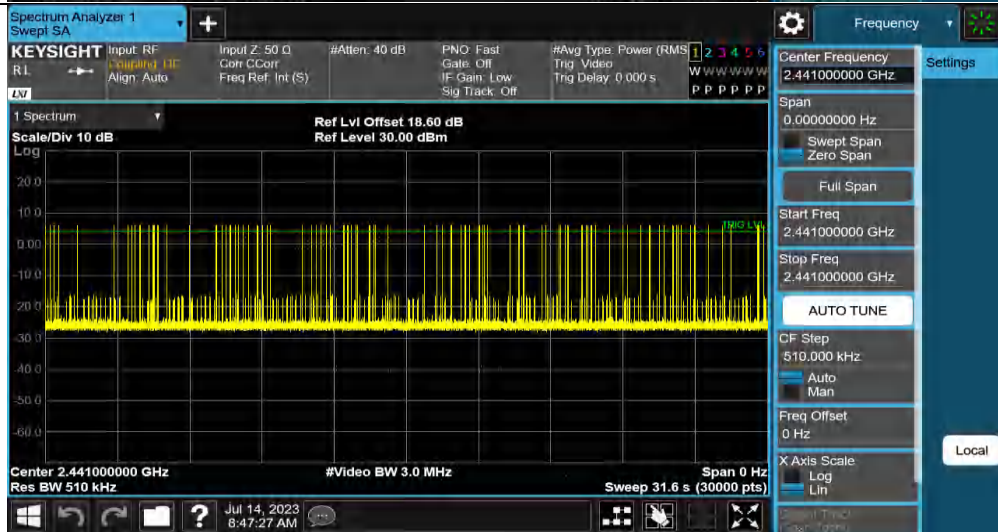 Spectrum Analyzer 1
Swept SA
Frequency
KEYSIGHT
RL
LXI
Input: RF
Coupling: DC
Align: Auto
Input Z: 50 Ω
Corr CCorr
Freq Ref: Int (S)
#Atten: 40 dB
PNO: Fast
Gate: Off
IF Gain: Low
Sig Track: Off
#Avg Type: Power (RMS
Trig: Video
Trig Delay: 0.000 s
1 2 3 4 5 6
W W W W W W
P P P P P P
Center Frequency
2.441000000 GHz
Settings
Span
0.00000000 Hz
Swept Span
Zero Span
Full Span
Start Freq
2.441000000 GHz
Stop Freq
2.441000000 GHz
AUTO TUNE
CF Step
510.000 kHz
Auto
Man
Freq Offset
0 Hz
X Axis Scale
Log
Lin
Local
1 Spectrum
Scale/Div 10 dB
Ref Lvl Offset 18.60 dB
Ref Level 30.00 dBm
Log
20.0
10.0
0.00
-10.0
-20.0
-30.0
-40.0
-50.0
-60.0
TRIG LVL
Center 2.441000000 GHz
Res BW 510 kHz
#Video BW 3.0 MHz
Span 0 Hz
Sweep 31.6 s (30000 pts)
?
Jul 14, 2023
8:47:27 AM